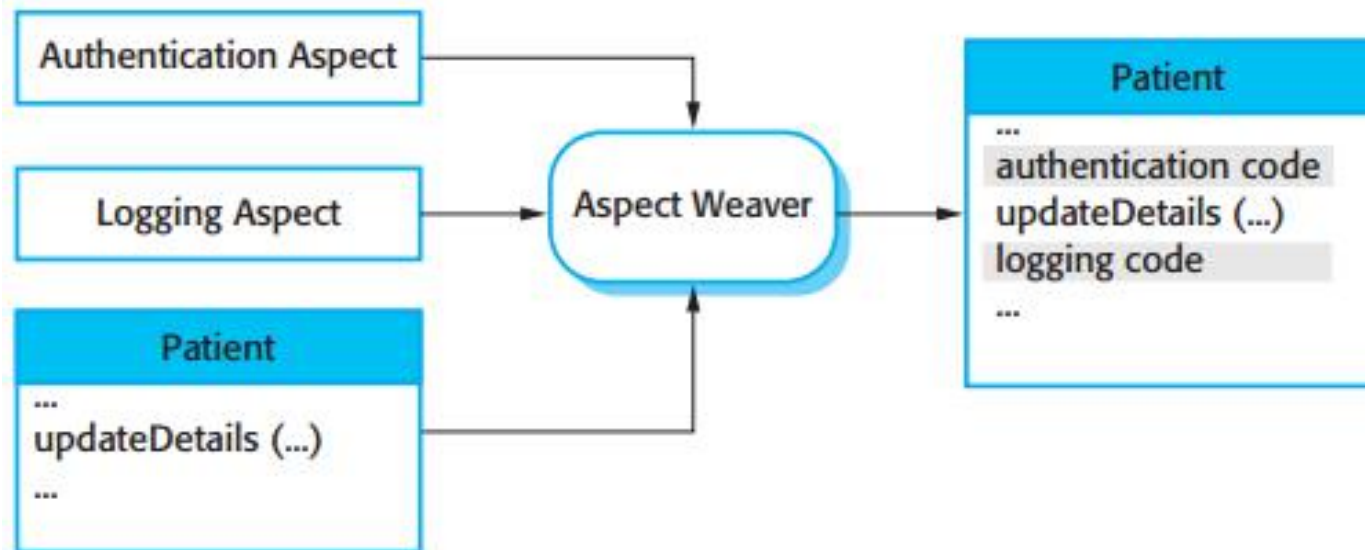 Authentication Aspect
Logging Aspect
Patient
...
updateDetails (...)
...
Aspect Weaver
Patient
...
authentication code
updateDetails (...)
logging code
...